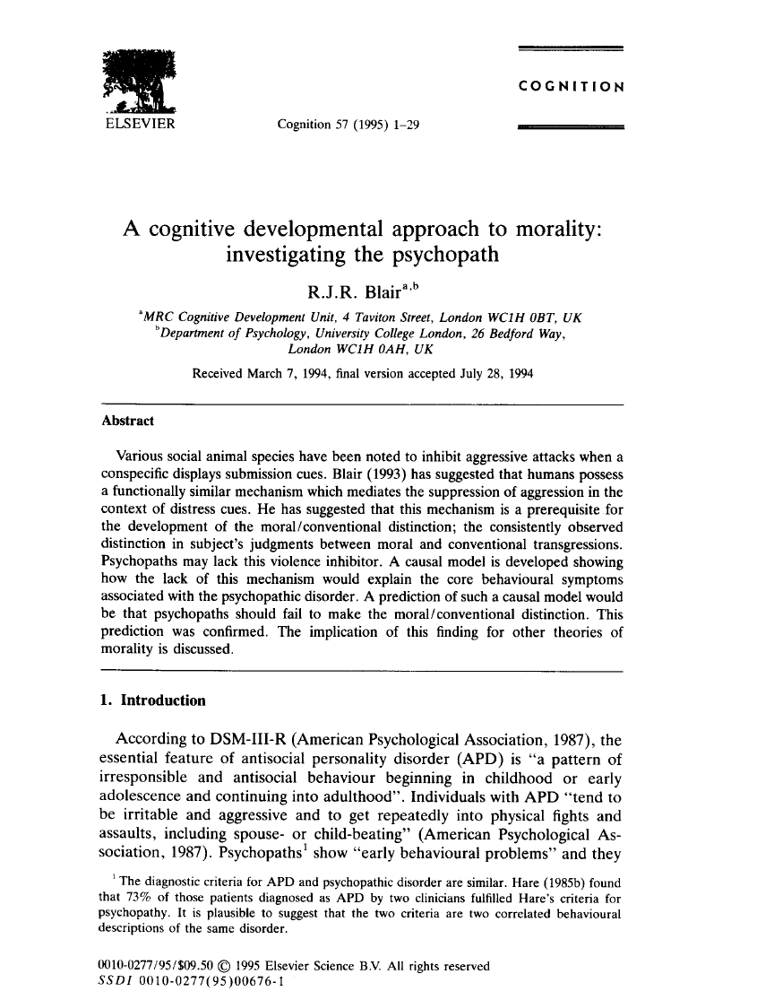 ELSEVIER
Cognition 57 (1995) 1–29
COGNITION
A cognitive developmental approach to morality:
investigating the psychopath
R.J.R. Blair^a,b
^aMRC Cognitive Development Unit, 4 Taviton Street, London WC1H 0BT, UK
^bDepartment of Psychology, University College London, 26 Bedford Way,
London WC1H 0AH, UK
Received March 7, 1994, final version accepted July 28, 1994
Abstract
Various social animal species have been noted to inhibit aggressive attacks when a
conspecific displays submission cues. Blair (1993) has suggested that humans possess
a functionally similar mechanism which mediates the suppression of aggression in the
context of distress cues. He has suggested that this mechanism is a prerequisite for
the development of the moral/conventional distinction; the consistently observed
distinction in subject's judgments between moral and conventional transgressions.
Psychopaths may lack this violence inhibitor. A causal model is developed showing
how the lack of this mechanism would explain the core behavioural symptoms
associated with the psychopathic disorder. A prediction of such a causal model would
be that psychopaths should fail to make the moral/conventional distinction. This
prediction was confirmed. The implication of this finding for other theories of
morality is discussed.
1. Introduction
According to DSM-III-R (American Psychological Association, 1987), the
essential feature of antisocial personality disorder (APD) is "a pattern of
irresponsible and antisocial behaviour beginning in childhood or early
adolescence and continuing into adulthood". Individuals with APD "tend to
be irritable and aggressive and to get repeatedly into physical fights and
assaults, including spouse- or child-beating" (American Psychological As-
sociation, 1987). Psychopaths¹ show "early behavioural problems" and they
¹ The diagnostic criteria for APD and psychopathic disorder are similar. Hare (1985b) found
that 73% of those patients diagnosed as APD by two clinicians fulfilled Hare's criteria for
psychopathy. It is plausible to suggest that the two criteria are two correlated behavioural
descriptions of the same disorder.
0010-0277/95/$09.50 © 1995 Elsevier Science B.V. All rights reserved
SSDI 0010-0277(95)00676-1